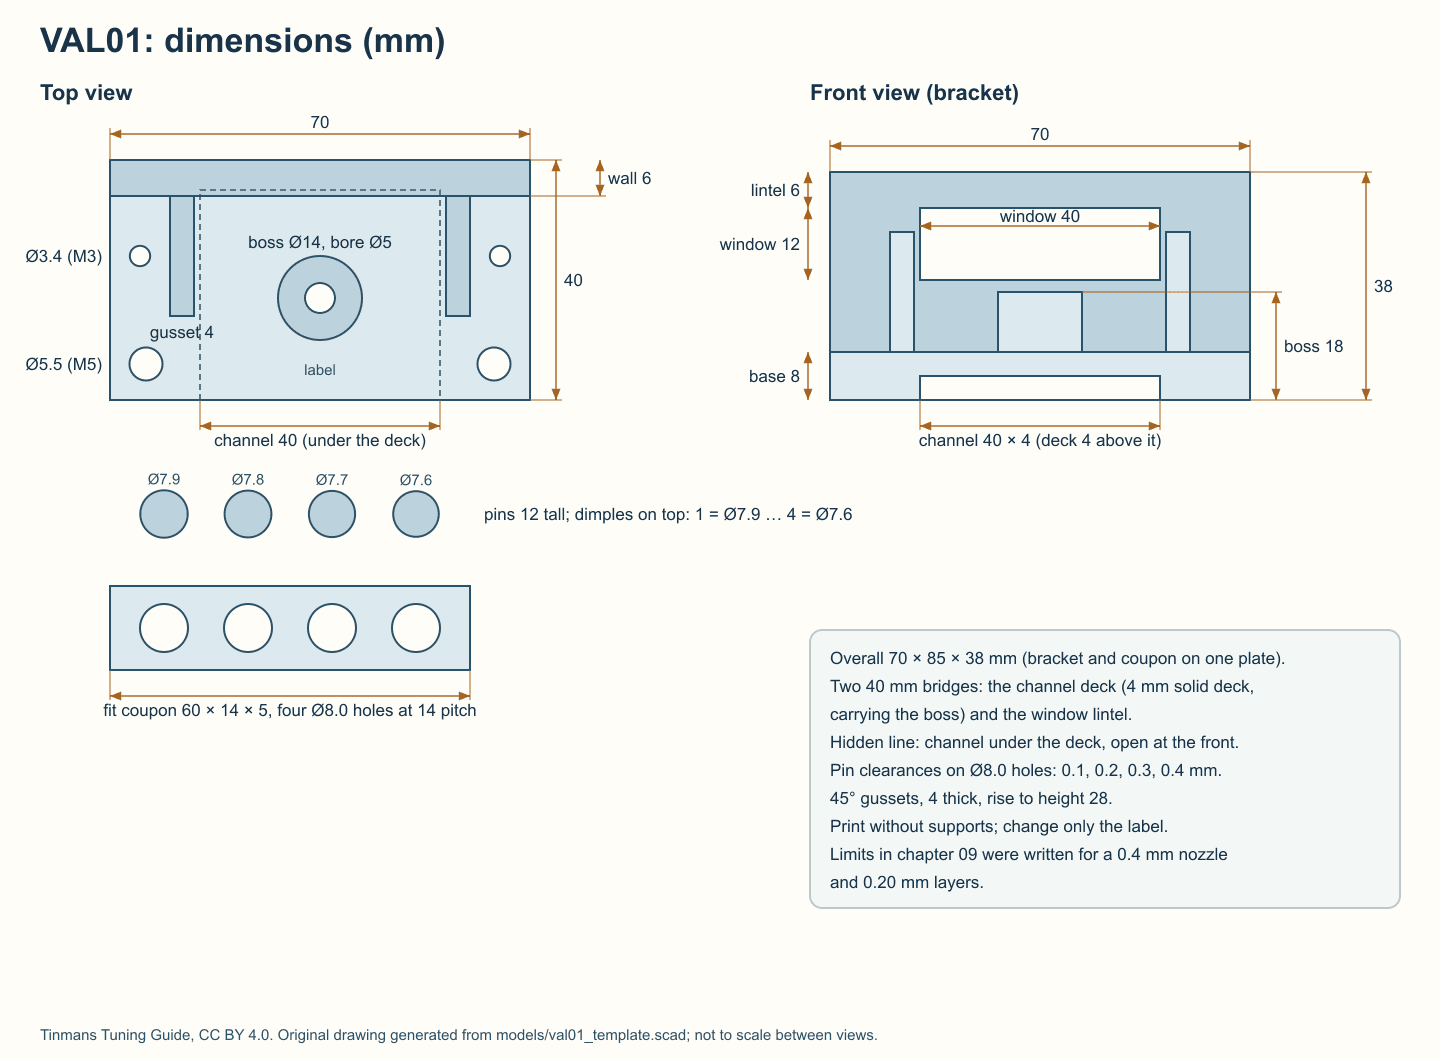 VAL01: dimensions (mm)
Top view
70
wall 6
boss Ø14, bore Ø5
Ø3.4 (M3)
40
gusset 4
Ø5.5 (M5)
label
channel 40 (under the deck)
Front view (bracket)
70
lintel 6
window 40
window 12
38
boss 18
base 8
channel 40 × 4 (deck 4 above it)
Ø7.9
Ø7.8
Ø7.7
Ø7.6
pins 12 tall; dimples on top: 1 = Ø7.9 … 4 = Ø7.6
fit coupon 60 × 14 × 5, four Ø8.0 holes at 14 pitch
Overall 70 × 85 × 38 mm (bracket and coupon on one plate).
Two 40 mm bridges: the channel deck (4 mm solid deck,
carrying the boss) and the window lintel.
Hidden line: channel under the deck, open at the front.
Pin clearances on Ø8.0 holes: 0.1, 0.2, 0.3, 0.4 mm.
45° gussets, 4 thick, rise to height 28.
Print without supports; change only the label.
Limits in chapter 09 were written for a 0.4 mm nozzle
and 0.20 mm layers.
Tinmans Tuning Guide, CC BY 4.0. Original drawing generated from models/val01_template.scad; not to scale between views.